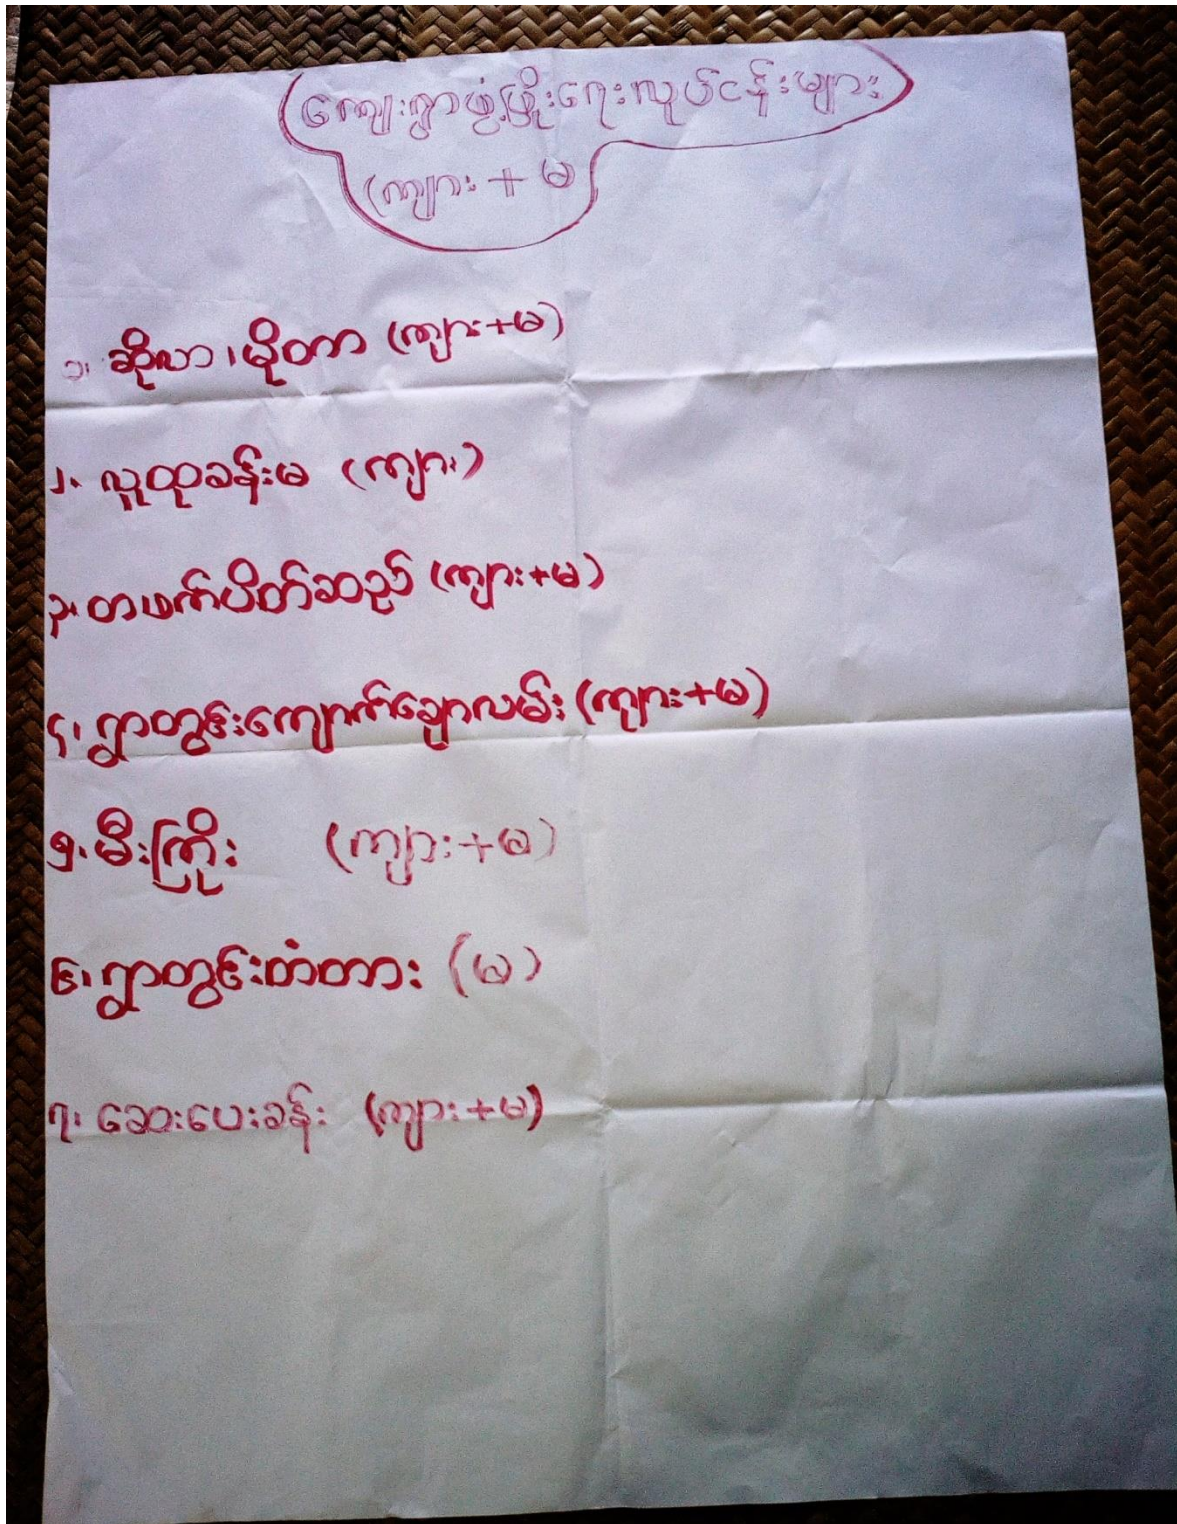 ကျေးရွာဖွံ့ဖြိုးရေးလုပ်ငန်းများ
(ကျား + မ)
၁၊ ဆိုလာ ၊ မိုတာ (ကျား+မ)
၂၊ လူထုခန်းမ (ကျား)
၃၊ တဖက်ပိတ်ဆည် (ကျား+မ)
၄၊ ရွာတွင်းကျောက်ချောလမ်း (ကျား+မ)
၅၊ မီးကြိုး (ကျား+မ)
၆၊ ရွာတွင်းတံတား (မ)
၇၊ ဆေးပေးခန်း (ကျား+မ)